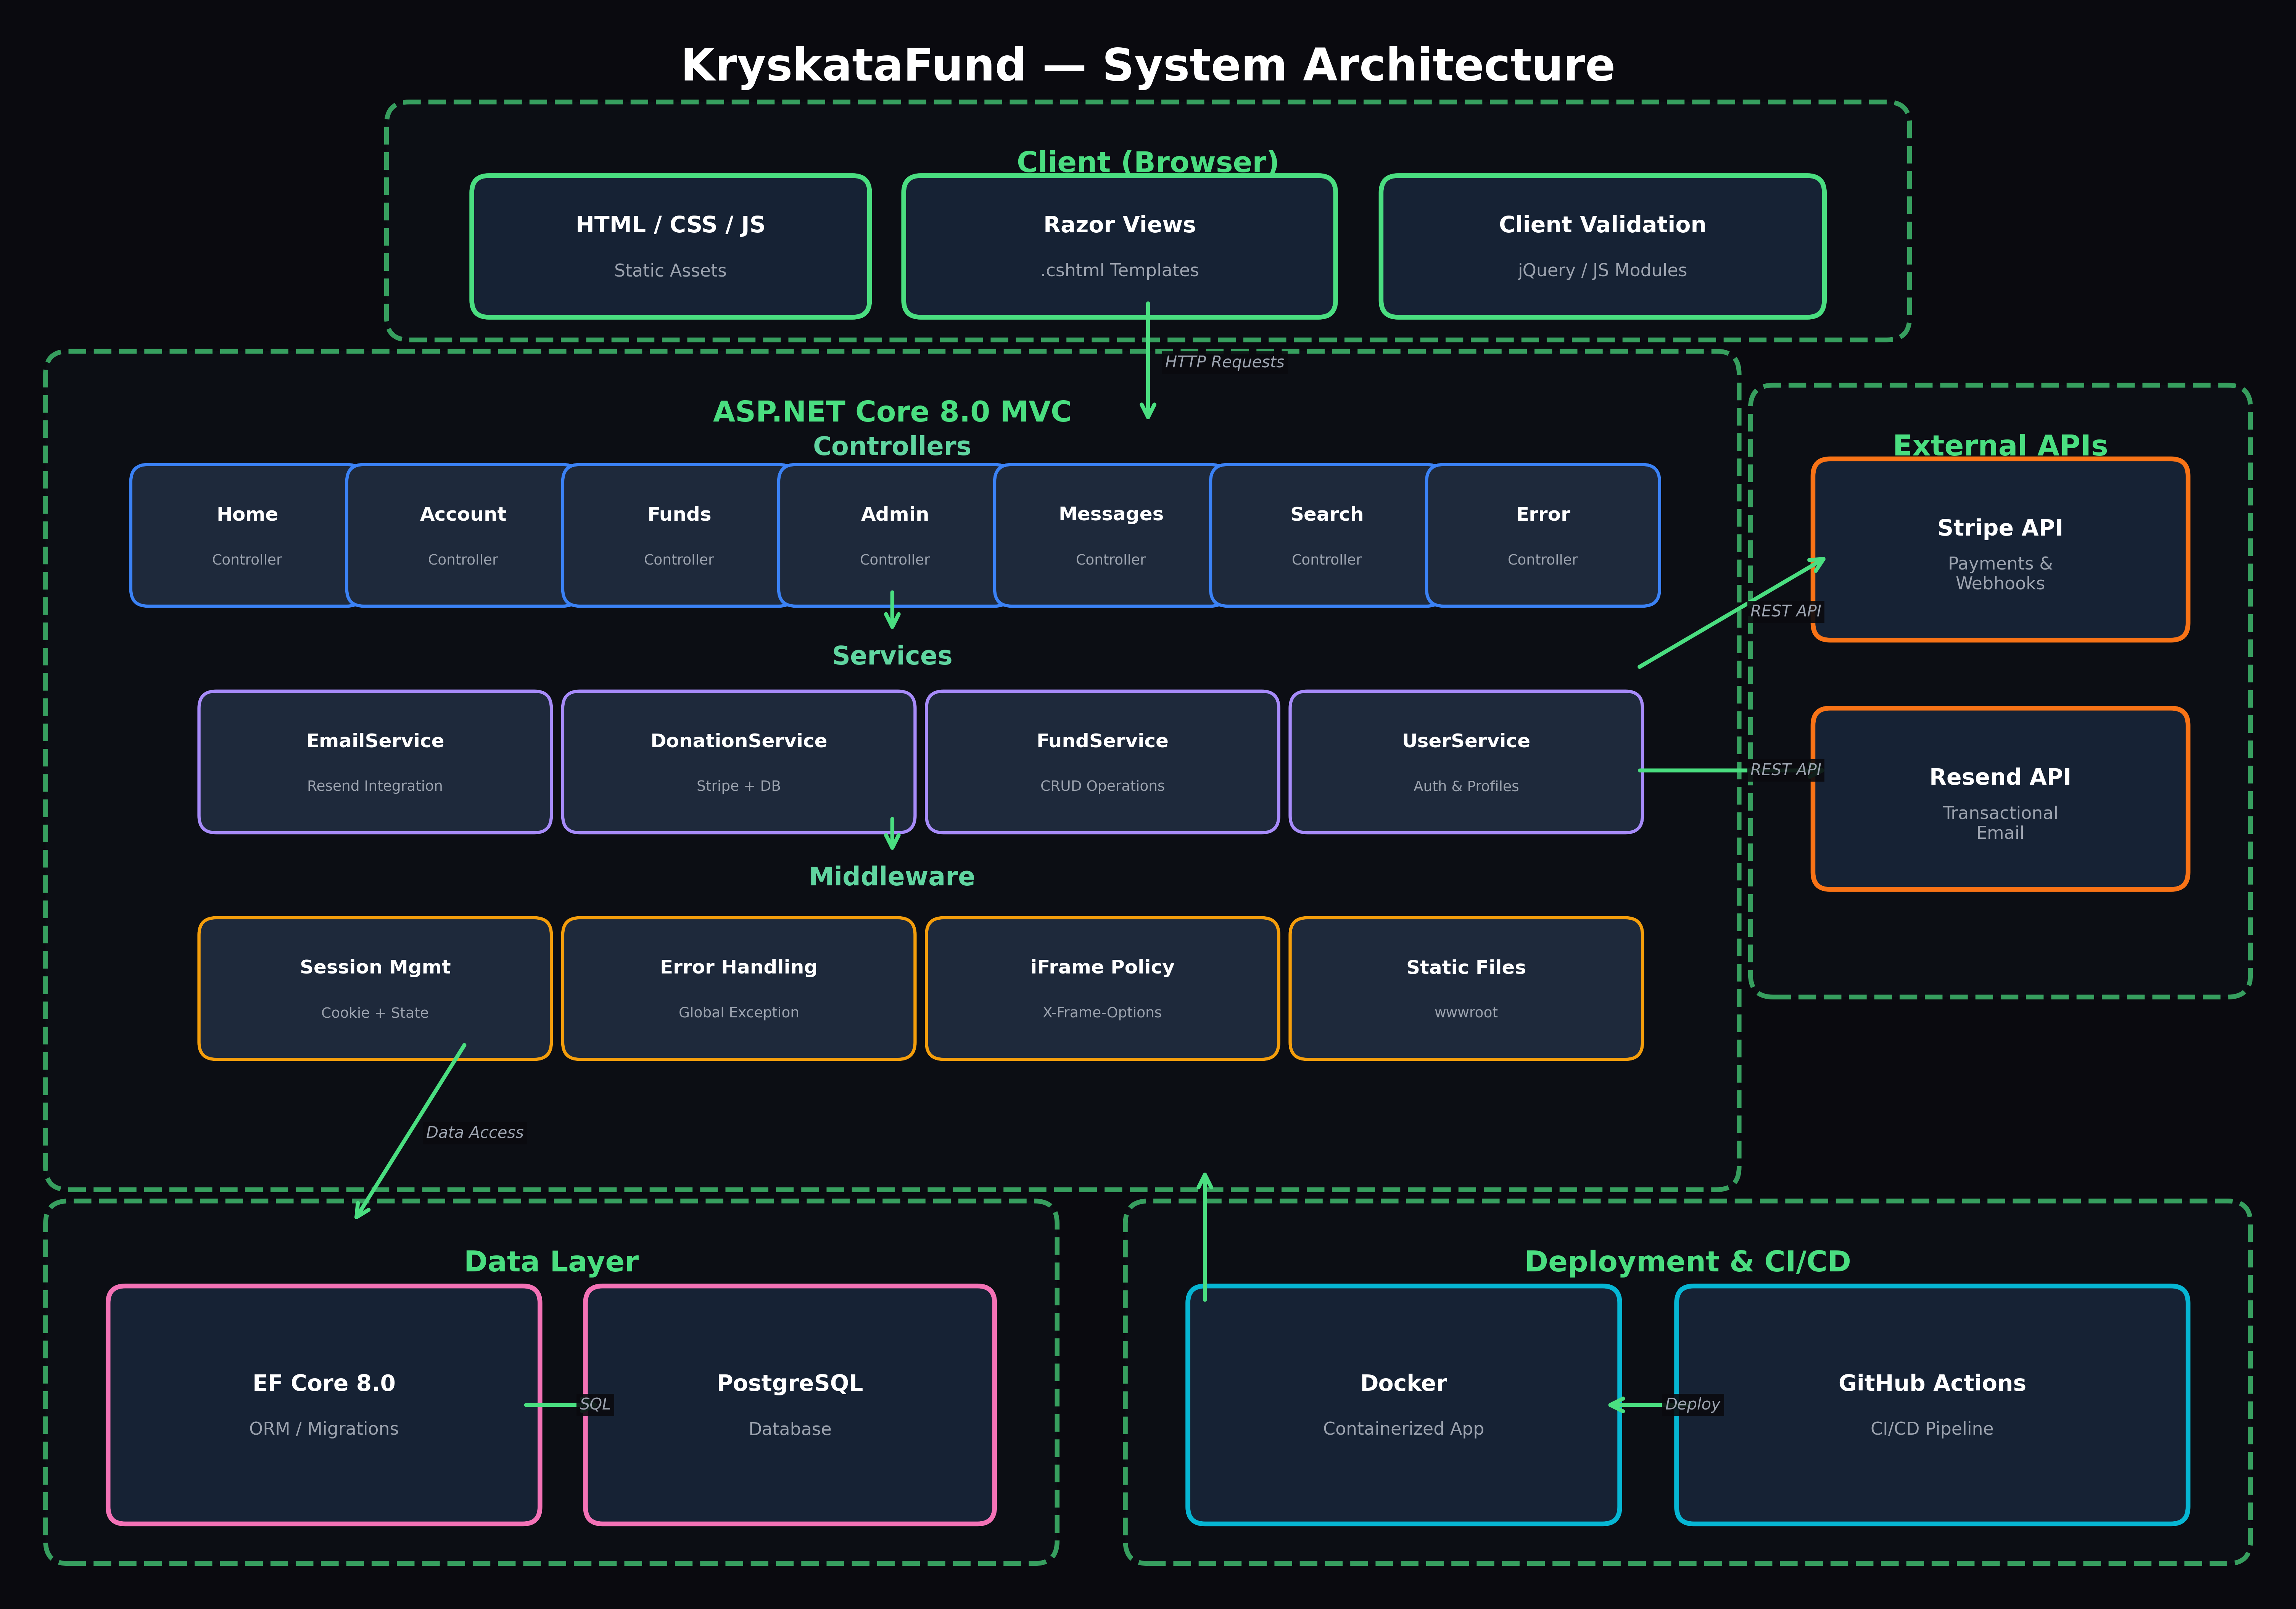 KryskataFund — System Architecture
Client (Browser)
HTML / CSS / JS
Static Assets
Razor Views
.cshtml Templates
Client Validation
jQuery / JS Modules
HTTP Requests
ASP.NET Core 8.0 MVC
Controllers
Home
Controller
Account
Controller
Funds
Controller
Admin
Controller
Messages
Controller
Search
Controller
Error
Controller
Services
EmailService
Resend Integration
DonationService
Stripe + DB
FundService
CRUD Operations
UserService
Auth & Profiles
Middleware
Session Mgmt
Cookie + State
Error Handling
Global Exception
iFrame Policy
X-Frame-Options
Static Files
wwwroot
External APIs
Stripe API
Payments &
Webhooks
REST API
Resend API
Transactional
Email
REST API
Data Access
Data Layer
EF Core 8.0
ORM / Migrations
SQL
PostgreSQL
Database
Deployment & CI/CD
Docker
Containerized App
Deploy
GitHub Actions
CI/CD Pipeline